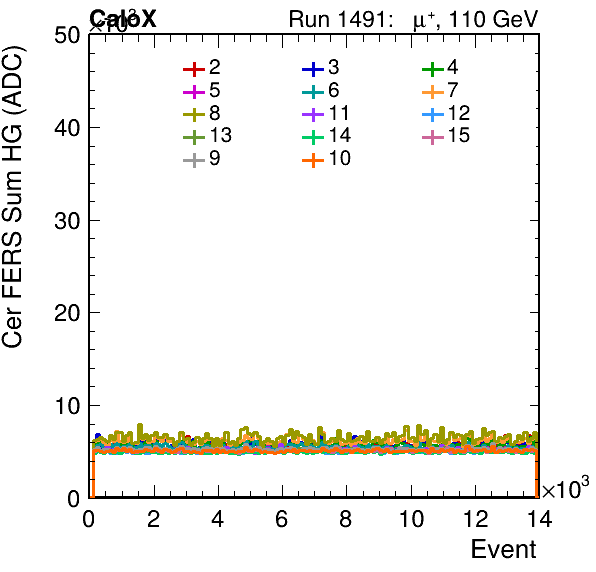 CaloX ×10³ Run 1491: μ⁺, 110 GeV
Cer FERS Sum HG (ADC)
50
40
30
20
10
0
2 3 4
5 6 7
8 11 12
13 14 15
9 10
0 2 4 6 8 10 12 14
×10³
Event